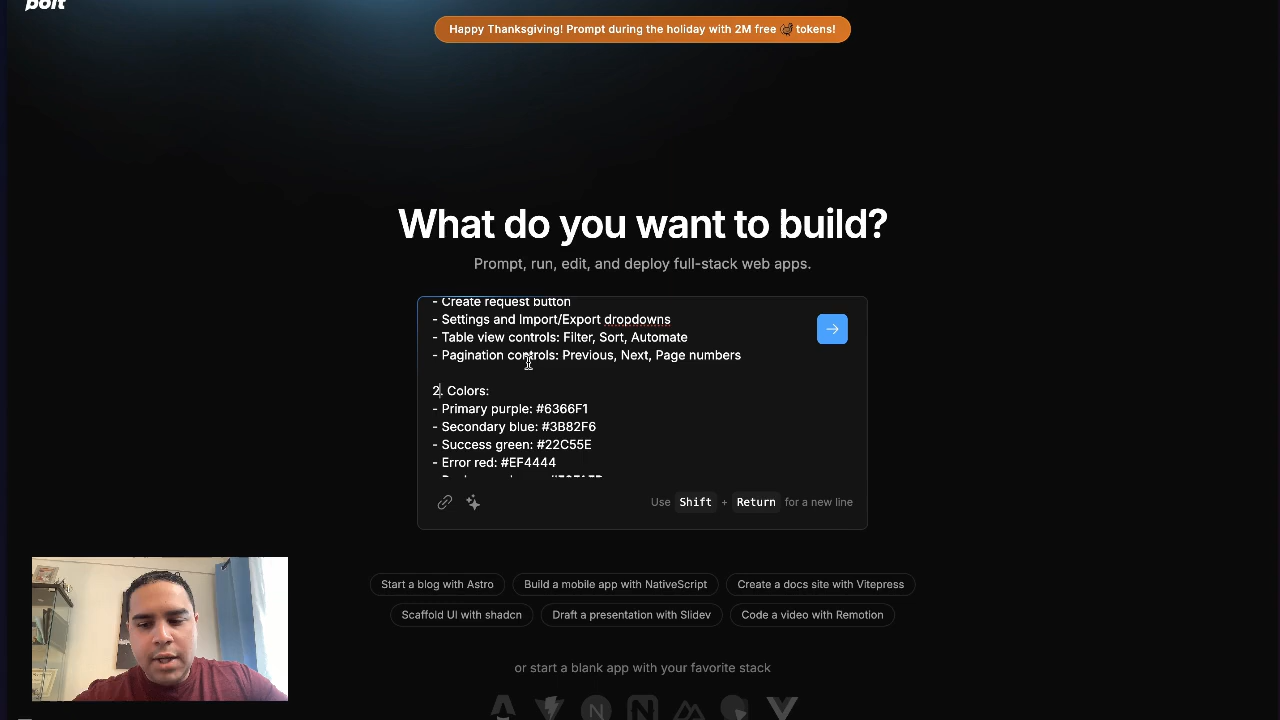 bolt
Happy Thanksgiving! Prompt during the holiday with 2M free tokens!
What do you want to build?
Prompt, run, edit, and deploy full-stack web apps.
- Create request button
- Settings and Import/Export dropdowns
- Table view controls: Filter, Sort, Automate
- Pagination controls: Previous, Next, Page numbers
2. Colors:
- Primary purple: #6366F1
- Secondary blue: #3B82F6
- Success green: #22C55E
- Error red: #EF4444
Use Shift + Return for a new line
Start a blog with Astro
Build a mobile app with NativeScript
Create a docs site with Vitepress
Scaffold UI with shadcn
Draft a presentation with Slidev
Code a video with Remotion
or start a blank app with your favorite stack